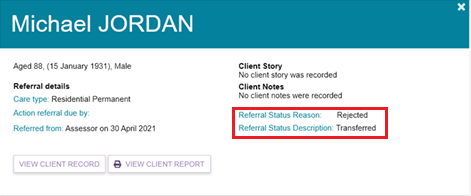 Michael JORDAN
Aged 88, (15 January 1931), Male
Referral details
Care type: Residential Permanent
Action referral due by:
Referred from: Assessor on 30 April 2021
Client Story
No client story was recorded
Client Notes
No client notes were recorded
Referral Status Reason: Rejected
Referral Status Description: Transferred
VIEW CLIENT RECORD
VIEW CLIENT REPORT